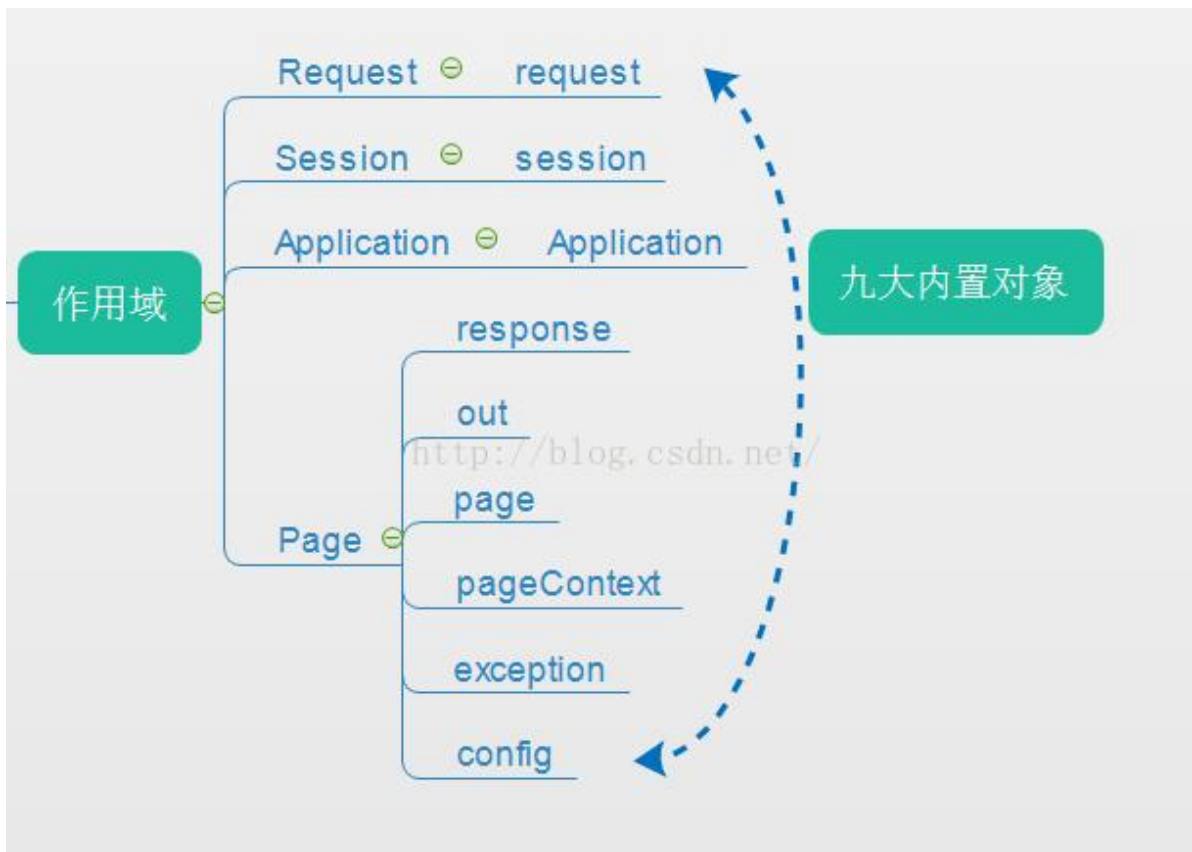 Request request
Session session
Application Application
作用域
九大内置对象
response
out
http://blog.csdn.net/
page
Page
pageContext
exception
config